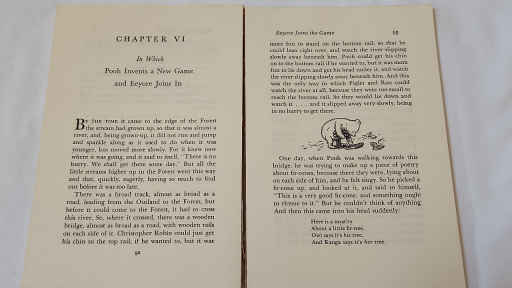 CHAPTER VI
In Which
Pooh Invents a New Game
and Eeyore Joins In
By the time it came to the edge of the Forest
the stream had grown up, so that it was almost a
river, and, being grown-up, it did not run and jump
and sparkle along as it used to do when it was
younger, but moved more slowly. For it knew now
where it was going, and it said to itself, "There is no
hurry. We shall get there some day." But all the
little streams higher up in the Forest went this way
and that, quickly, eagerly, having so much to find
out before it was too late.
There was a broad track, almost as broad as a
road, leading from the Outland to the Forest, but
before it could come to the Forest, it had to cross
this river. So, where it crossed, there was a wooden
bridge, almost as broad as a road, with wooden rails
on each side of it. Christopher Robin could just get
his chin to the top rail, if he wanted to, but it was
92
Eeyore Joins the Game
93
more fun to stand on the bottom rail, so that he
could lean right over, and watch the river slipping
slowly away beneath him. Pooh could get his chin
on to the bottom rail if he wanted to, but it was more
fun to lie down and get his head under it, and watch
the river slipping slowly away beneath him. And this
was the only way in which Piglet and Roo could
watch the river at all, because they were too small to
reach the bottom rail. So they would lie down and
watch it . . . . and it slipped away very slowly, being
in no hurry to get there.
One day, when Pooh was walking towards this
bridge, he was trying to make up a piece of poetry
about fir-cones, because there they were, lying about
on each side of him, and he felt singy. So he picked a
fir-cone up, and looked at it, and said to himself,
"This is a very good fir-cone, and something ought
to rhyme to it." But he couldn't think of anything
And then this came into his head suddenly:
Here is a myst'ry
About a little fir-tree.
Owl says it's his tree,
And Kanga says it's her tree.